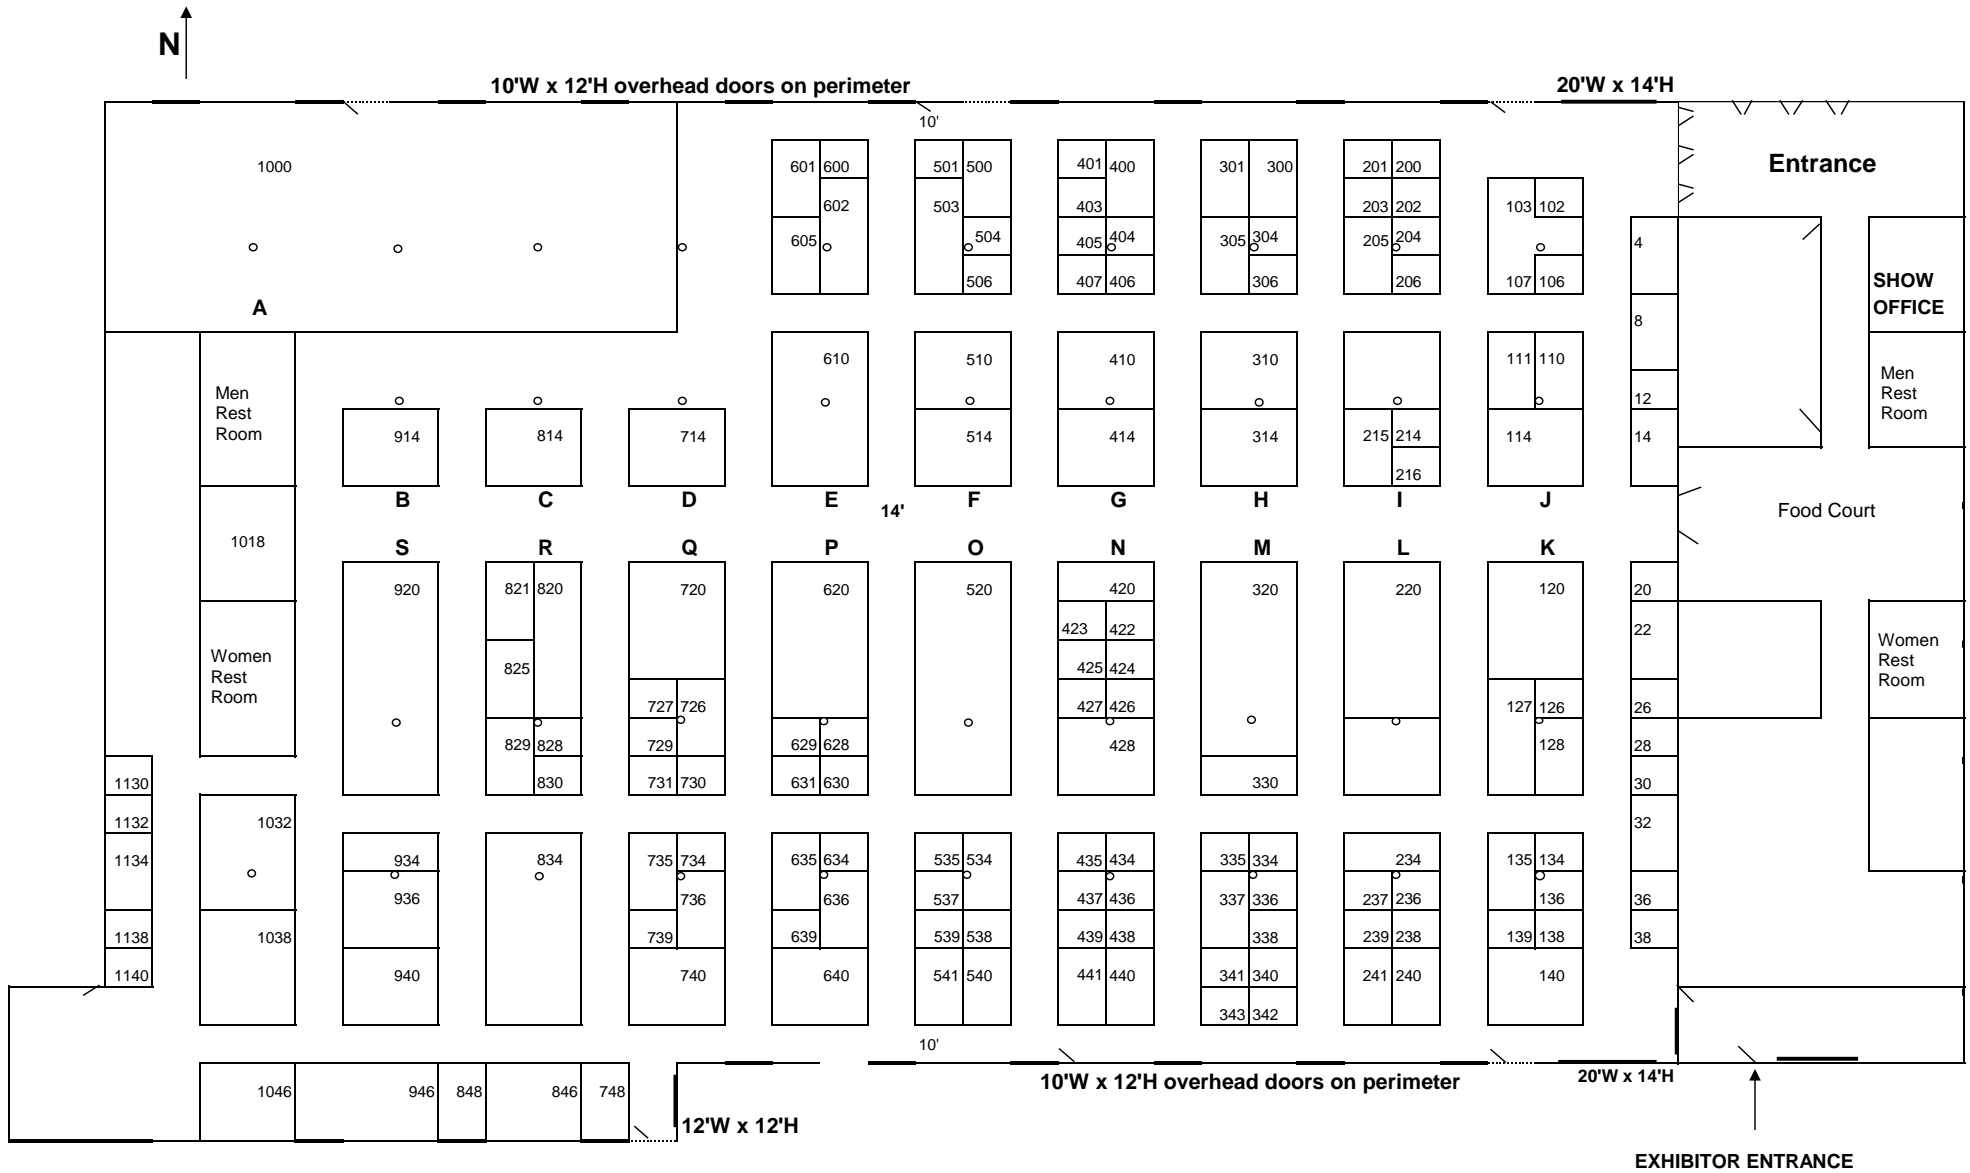 N
10'W x 12'H overhead doors on perimeter
20'W x 14'H
10'
1000
601 600
501 500
401 400
301 300
201 200
Entrance
602
503
403
203 202
103 102
605
504
405 404
305 304
205 204
4
506
407 406
306
206
107 106
SHOW
OFFICE
A
8
610
510
410
310
111 110
Men
Rest
Room
Men
Rest
Room
12
914
814
714
514
414
314
215 214
114
14
216
B
C
D
E
F
G
H
I
J
14'
Food Court
1018
S
R
Q
P
O
N
M
L
K
920
821 820
720
620
520
420
320
220
120
20
423 422
22
Women
Rest
Room
Women
Rest
Room
825
425 424
727 726
427 426
127 126
26
829 828
729
629 628
428
128
28
1130
830
731 730
631 630
330
30
1132
1032
32
1134
934
834
735 734
635 634
535 534
435 434
335 334
234
135 134
936
736
636
537
437 436
337 336
237 236
136
36
1138
1038
739
639
539 538
439 438
338
239 238
139 138
38
1140
940
740
640
541 540
441 440
341 340
241 240
140
343 342
10'
10'W x 12'H overhead doors on perimeter
20'W x 14'H
1046
946
848
846
748
12'W x 12'H
EXHIBITOR ENTRANCE